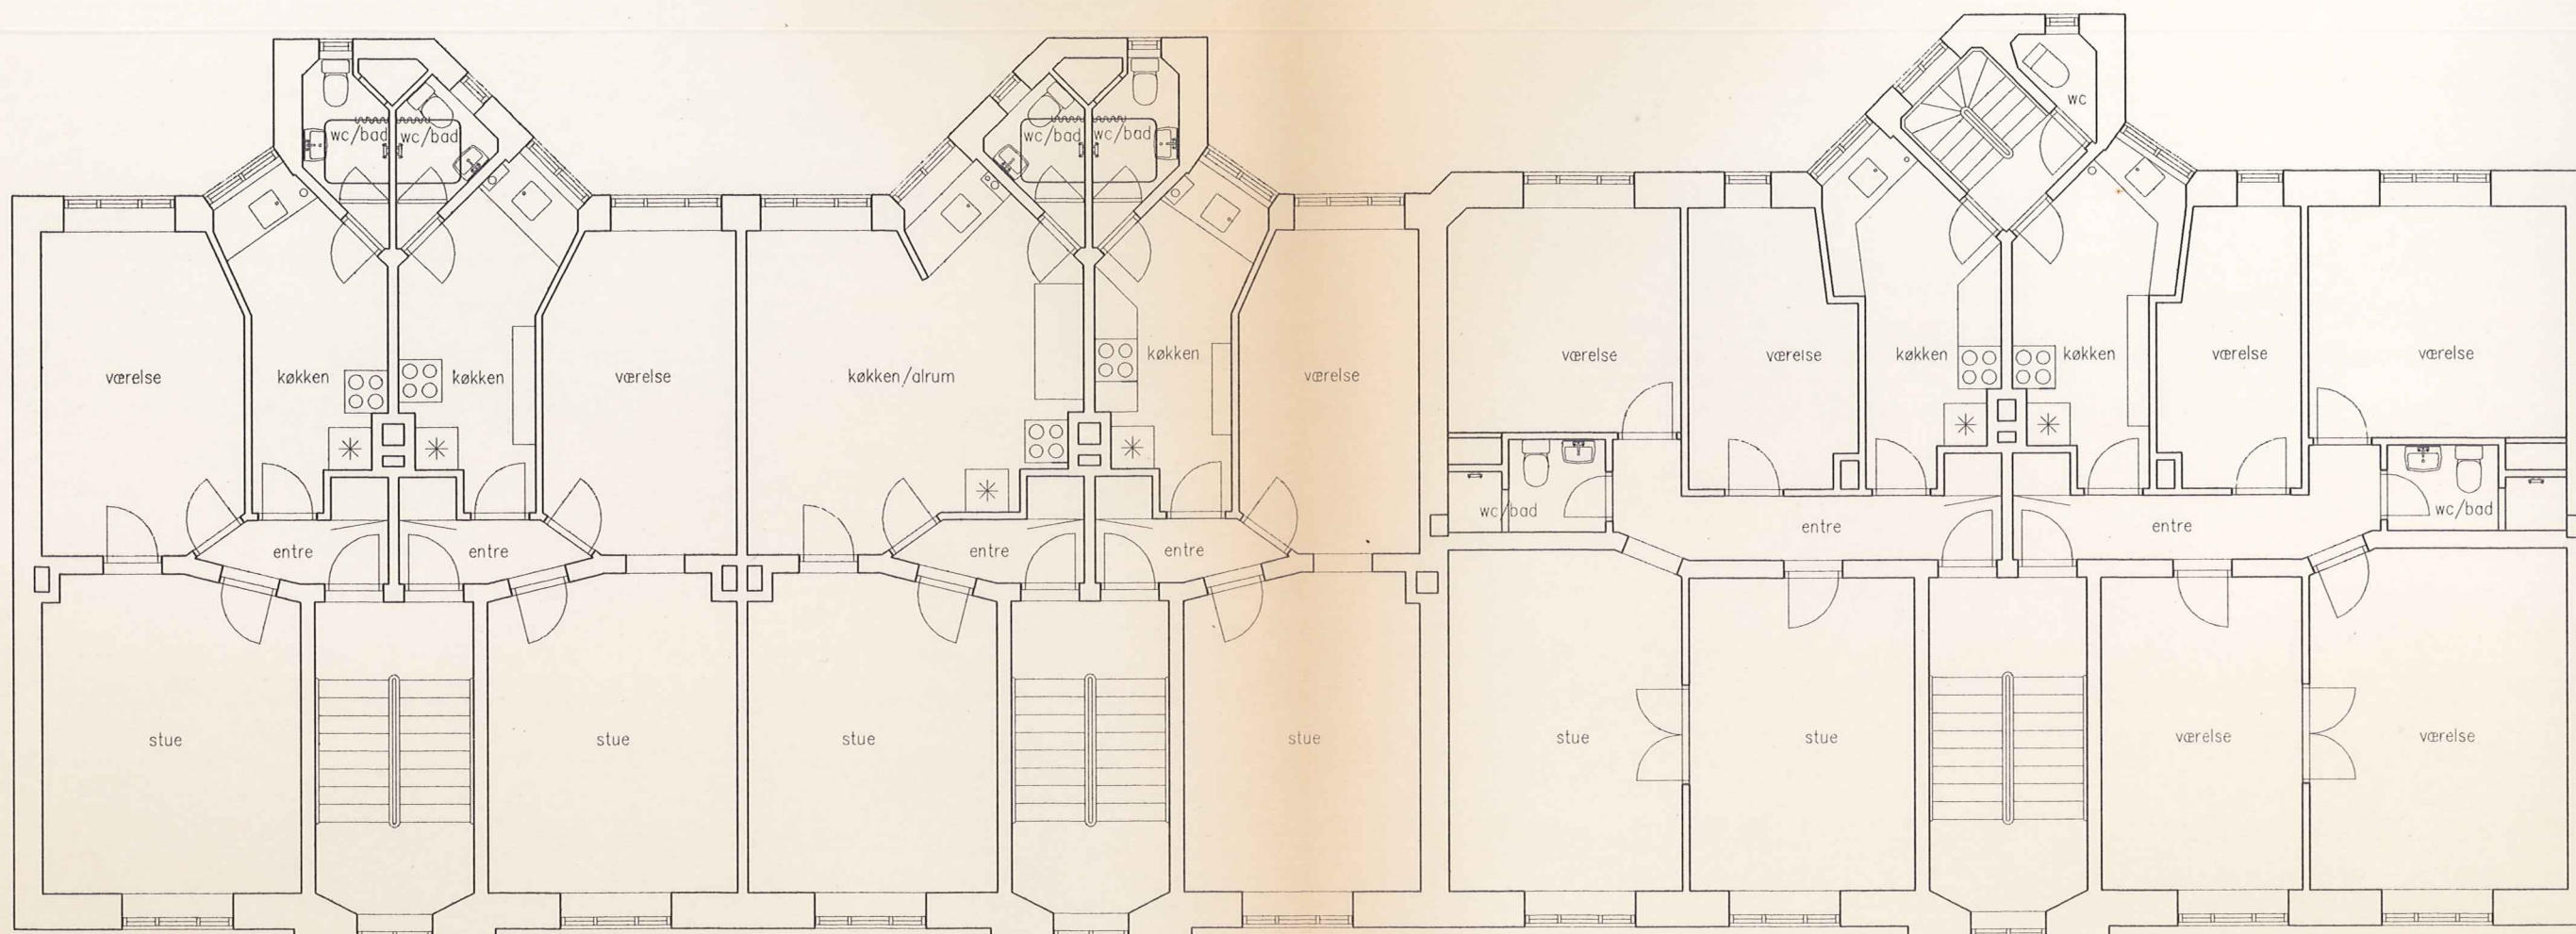 wc
wc/bad wc/bad wc/bad wc/bad
værelse køkken køkken værelse køkken/alrum køkken værelse værelse værelse køkken køkken værelse værelse
wc/bad wc/bad
entre entre entre entre entre entre
stue stue stue stue stue stue værelse værelse